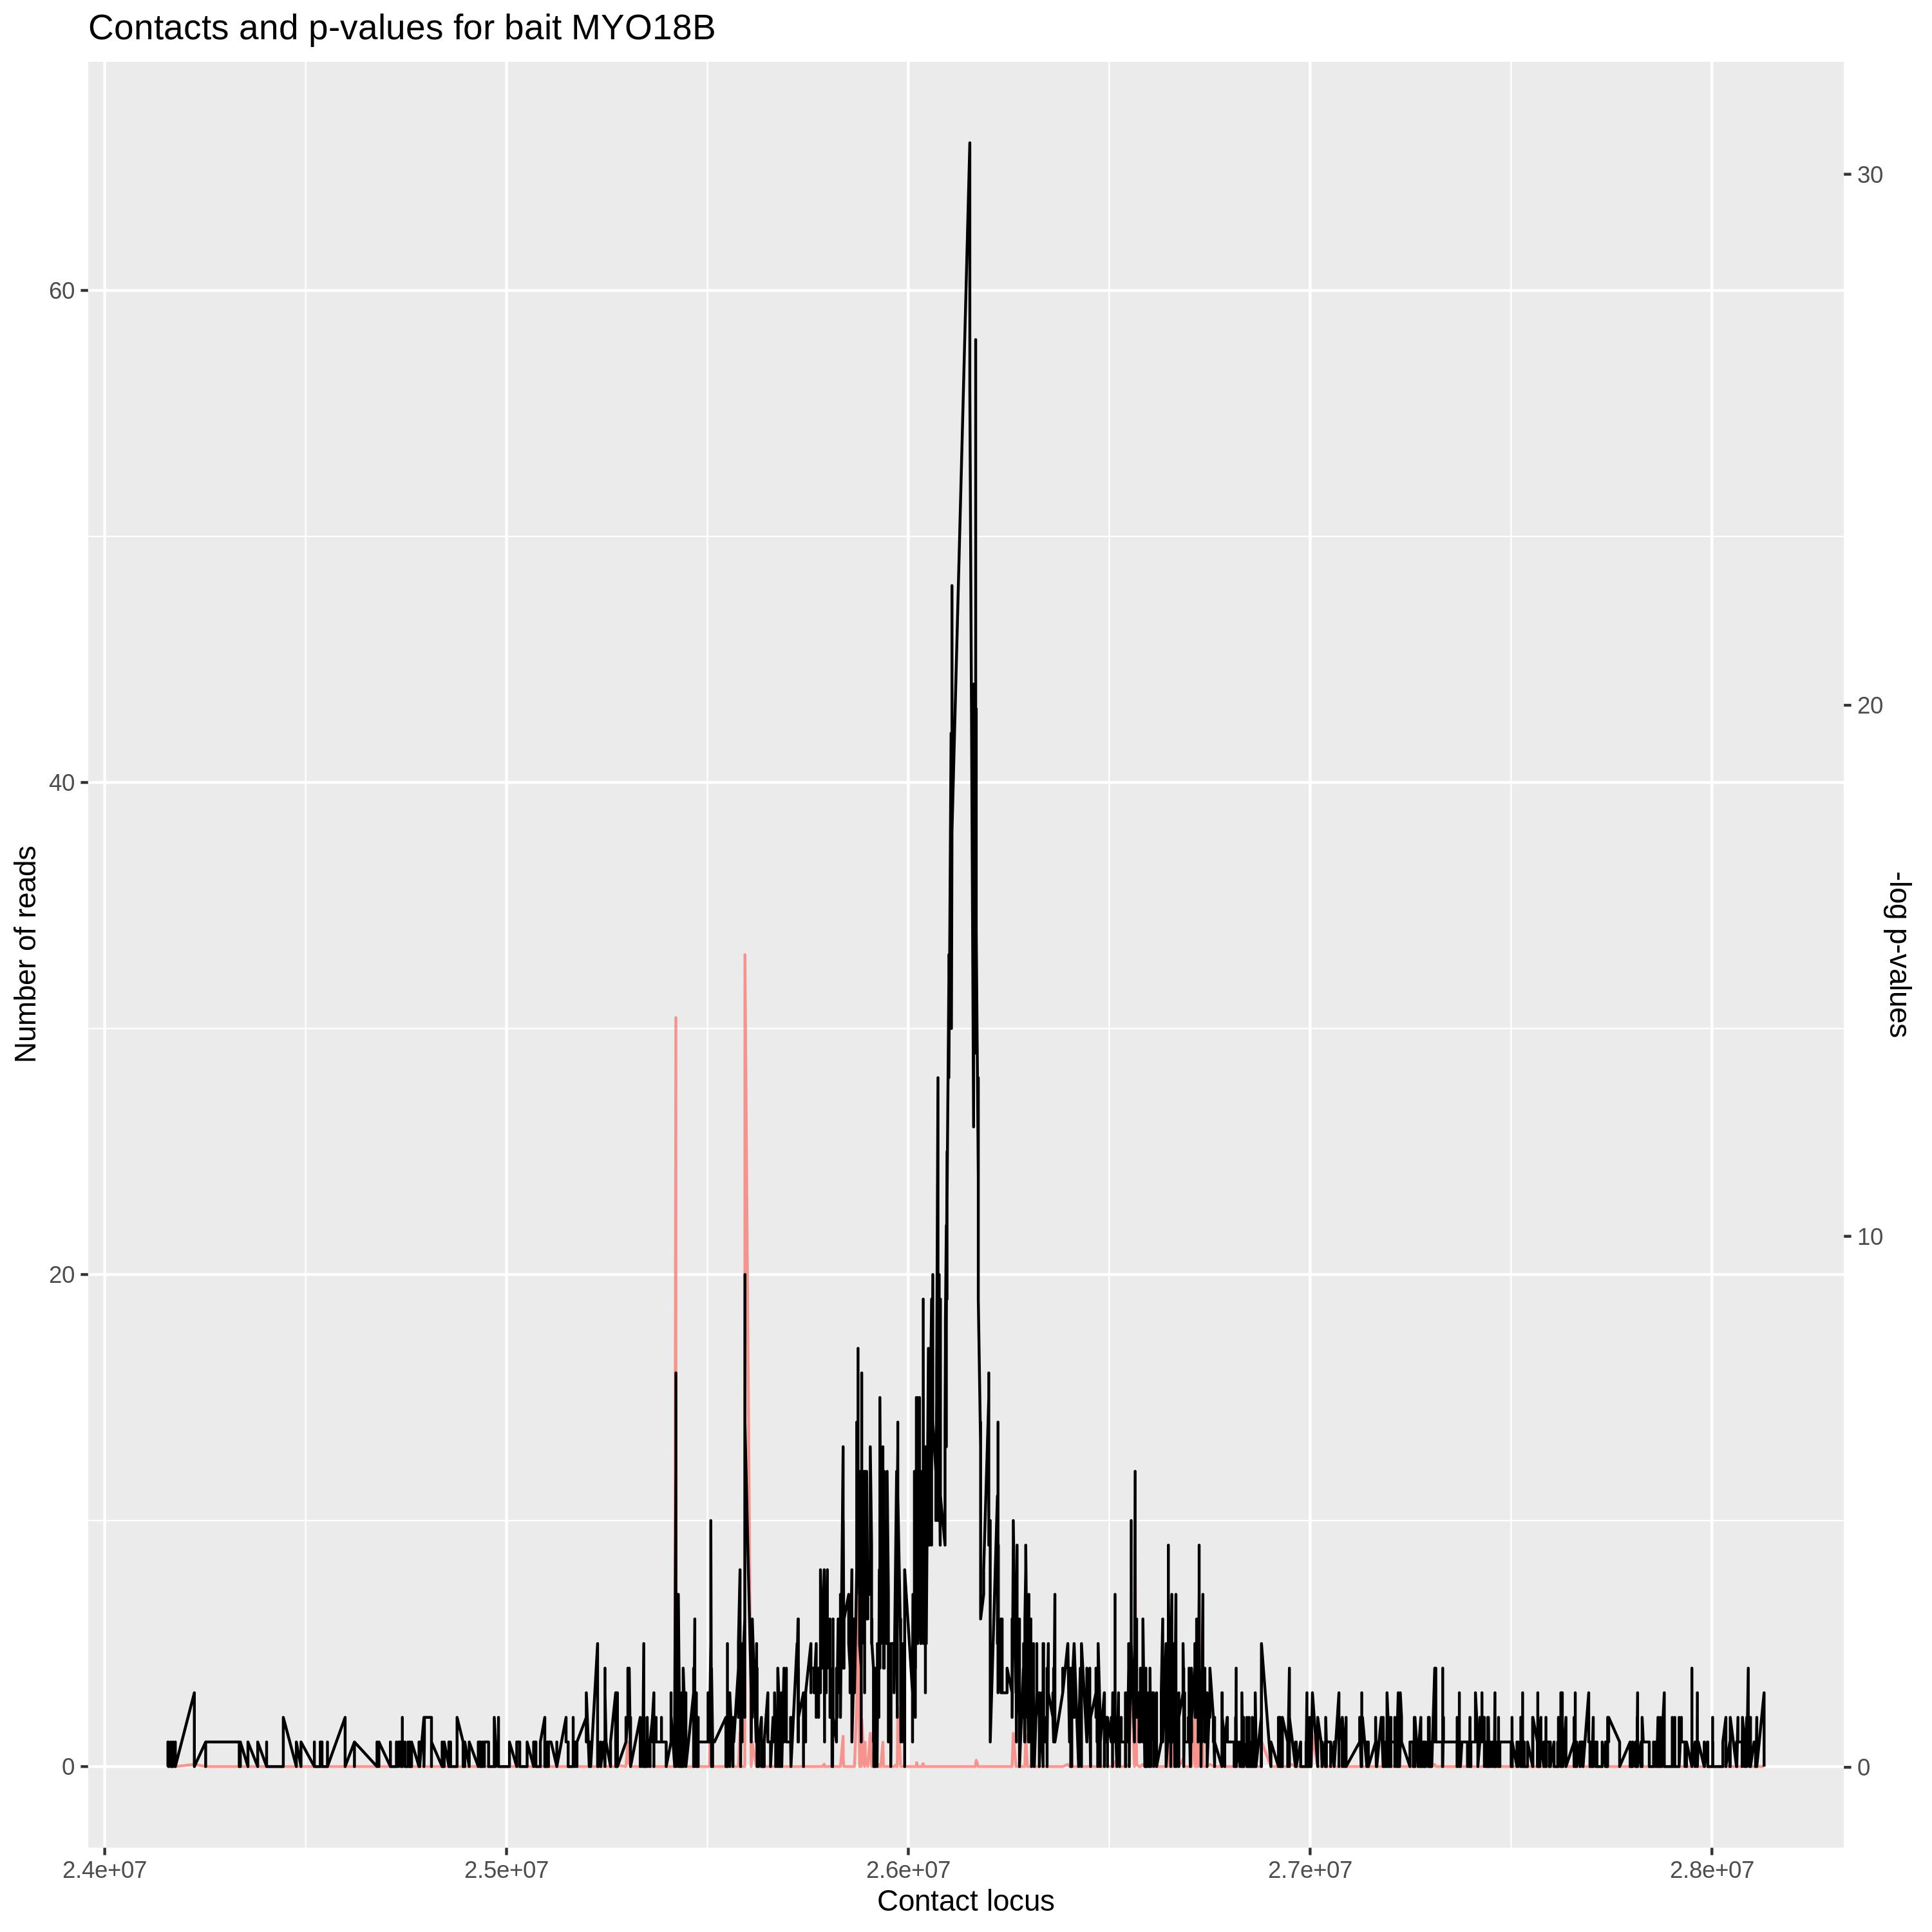 Contacts and p-values for bait MYO18B
Number of reads
60
40
20
0
30
20
10
0
-log p-values
2.4e+07
2.5e+07
2.6e+07
2.7e+07
2.8e+07
Contact locus